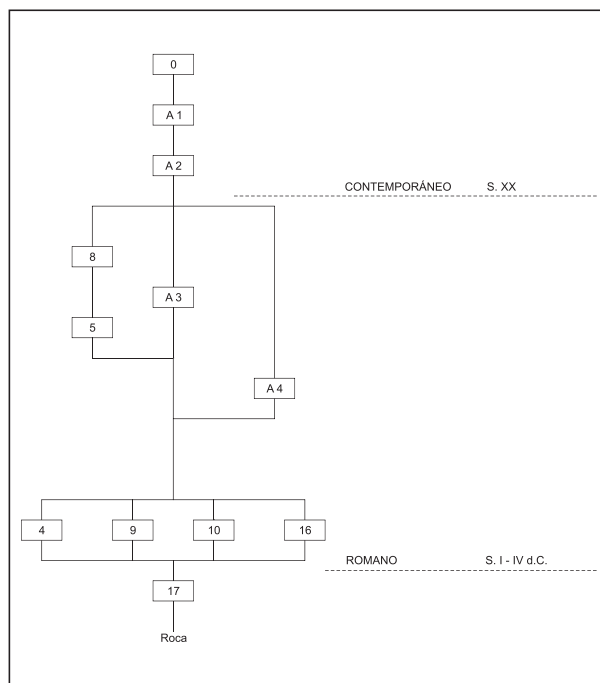 0
A 1
A 2
CONTEMPORÁNEO S. XX
8
A 3
5
A 4
4 9 10 16
ROMANO S. I - IV d.C.
17
Roca